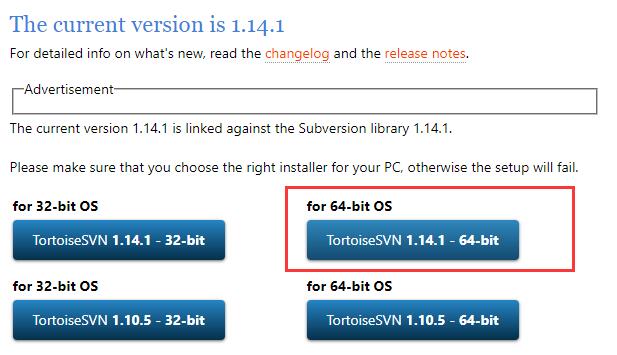 The current version is 1.14.1
For detailed info on what's new, read the changelog and the release notes.
Advertisement
The current version 1.14.1 is linked against the Subversion library 1.14.1.
Please make sure that you choose the right installer for your PC, otherwise the setup will fail.
for 32-bit OS
for 64-bit OS
TortoiseSVN 1.14.1 - 32-bit
TortoiseSVN 1.14.1 - 64-bit
for 32-bit OS
for 64-bit OS
TortoiseSVN 1.10.5 - 32-bit
TortoiseSVN 1.10.5 - 64-bit